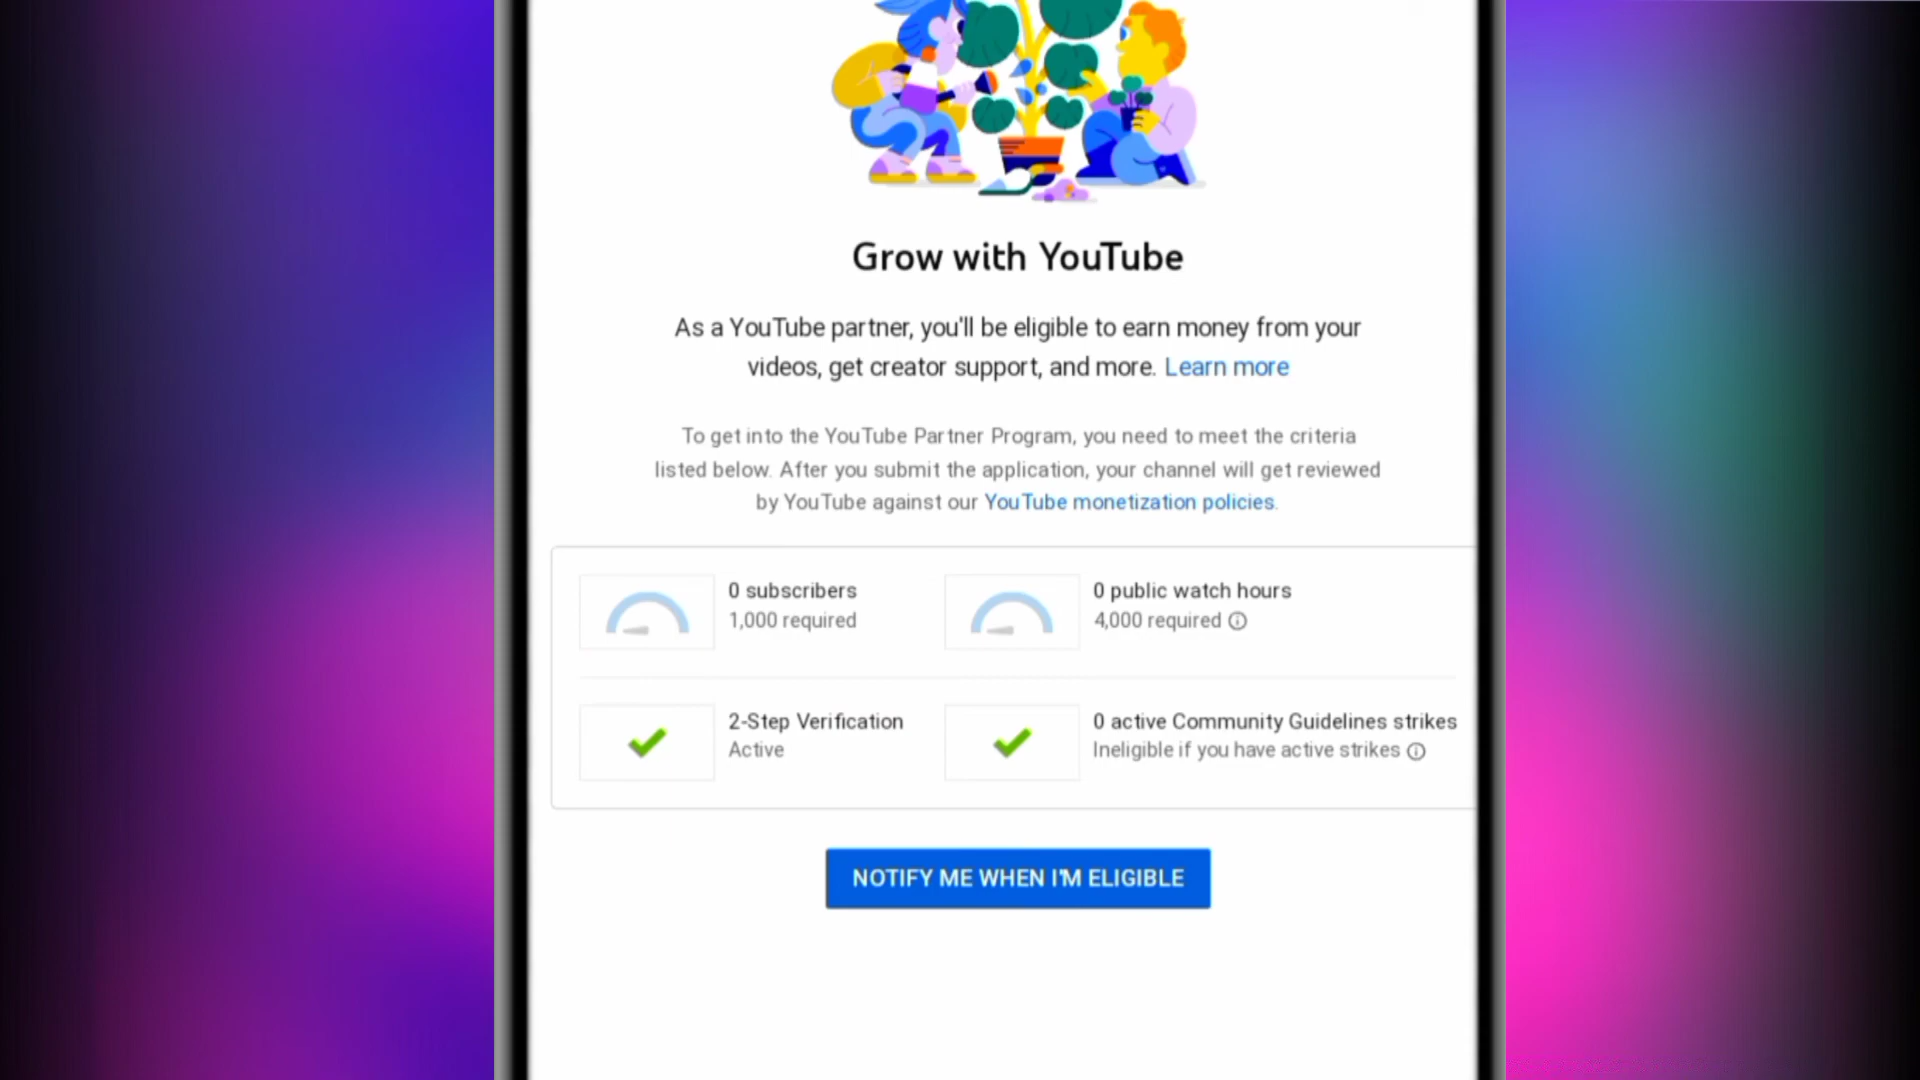 Grow with YouTube
As a YouTube partner, you'll be eligible to earn money from your
videos, get creator support, and more. Learn more
To get into the YouTube Partner Program, you need to meet the criteria
listed below. After you submit the application, your channel will get reviewed
by YouTube against our YouTube monetization policies.
0 subscribers
1,000 required
0 public watch hours
4,000 required
2-Step Verification
Active
0 active Community Guidelines strikes
Ineligible if you have active strikes
NOTIFY ME WHEN I'M ELIGIBLE